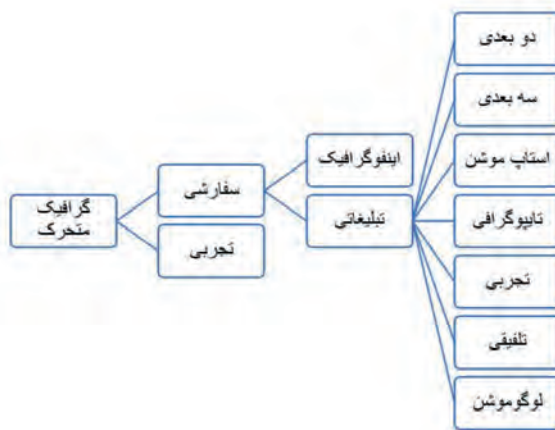 گرافیک
متحرک
سفارشی
تجربی
اینفوگرافیک
تبلیغاتی
دو بعدی
سه بعدی
استاپ موشن
تایپوگرافی
تجربی
تلفیقی
لوگوموشن